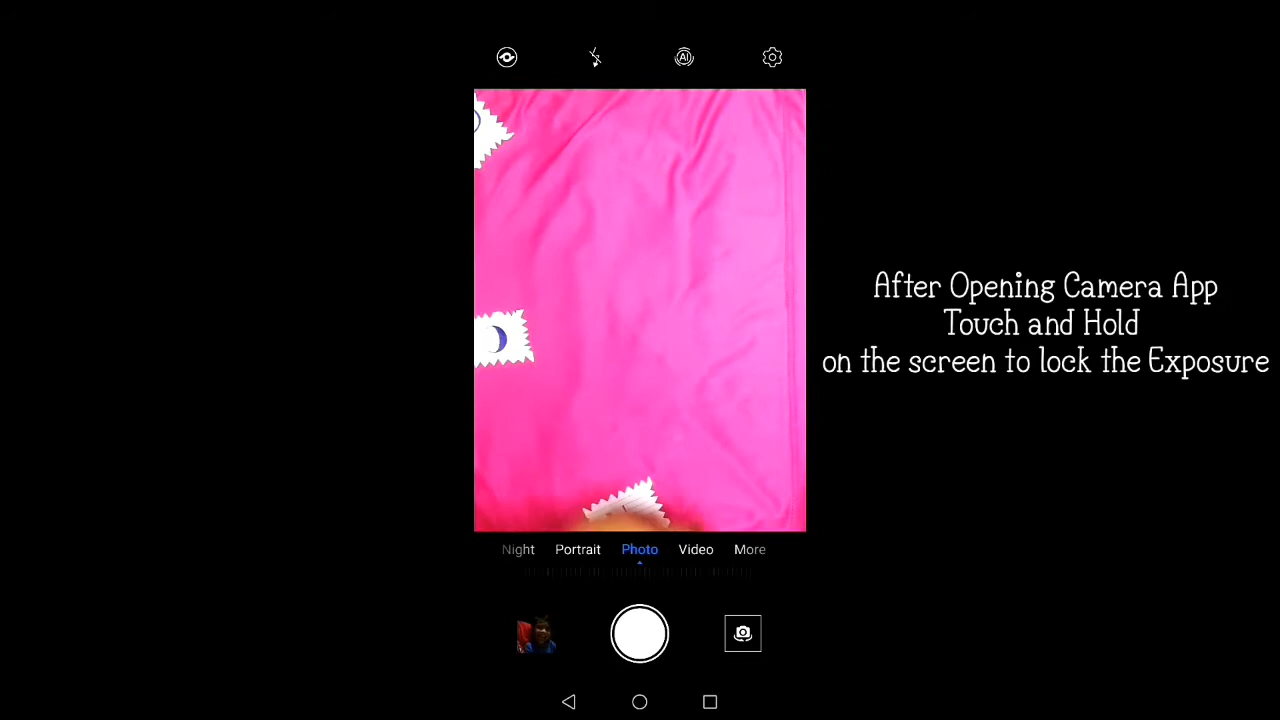 AI
After Opening Camera App
Touch and Hold
on the screen to lock the Exposure
Night Portrait Photo Video More